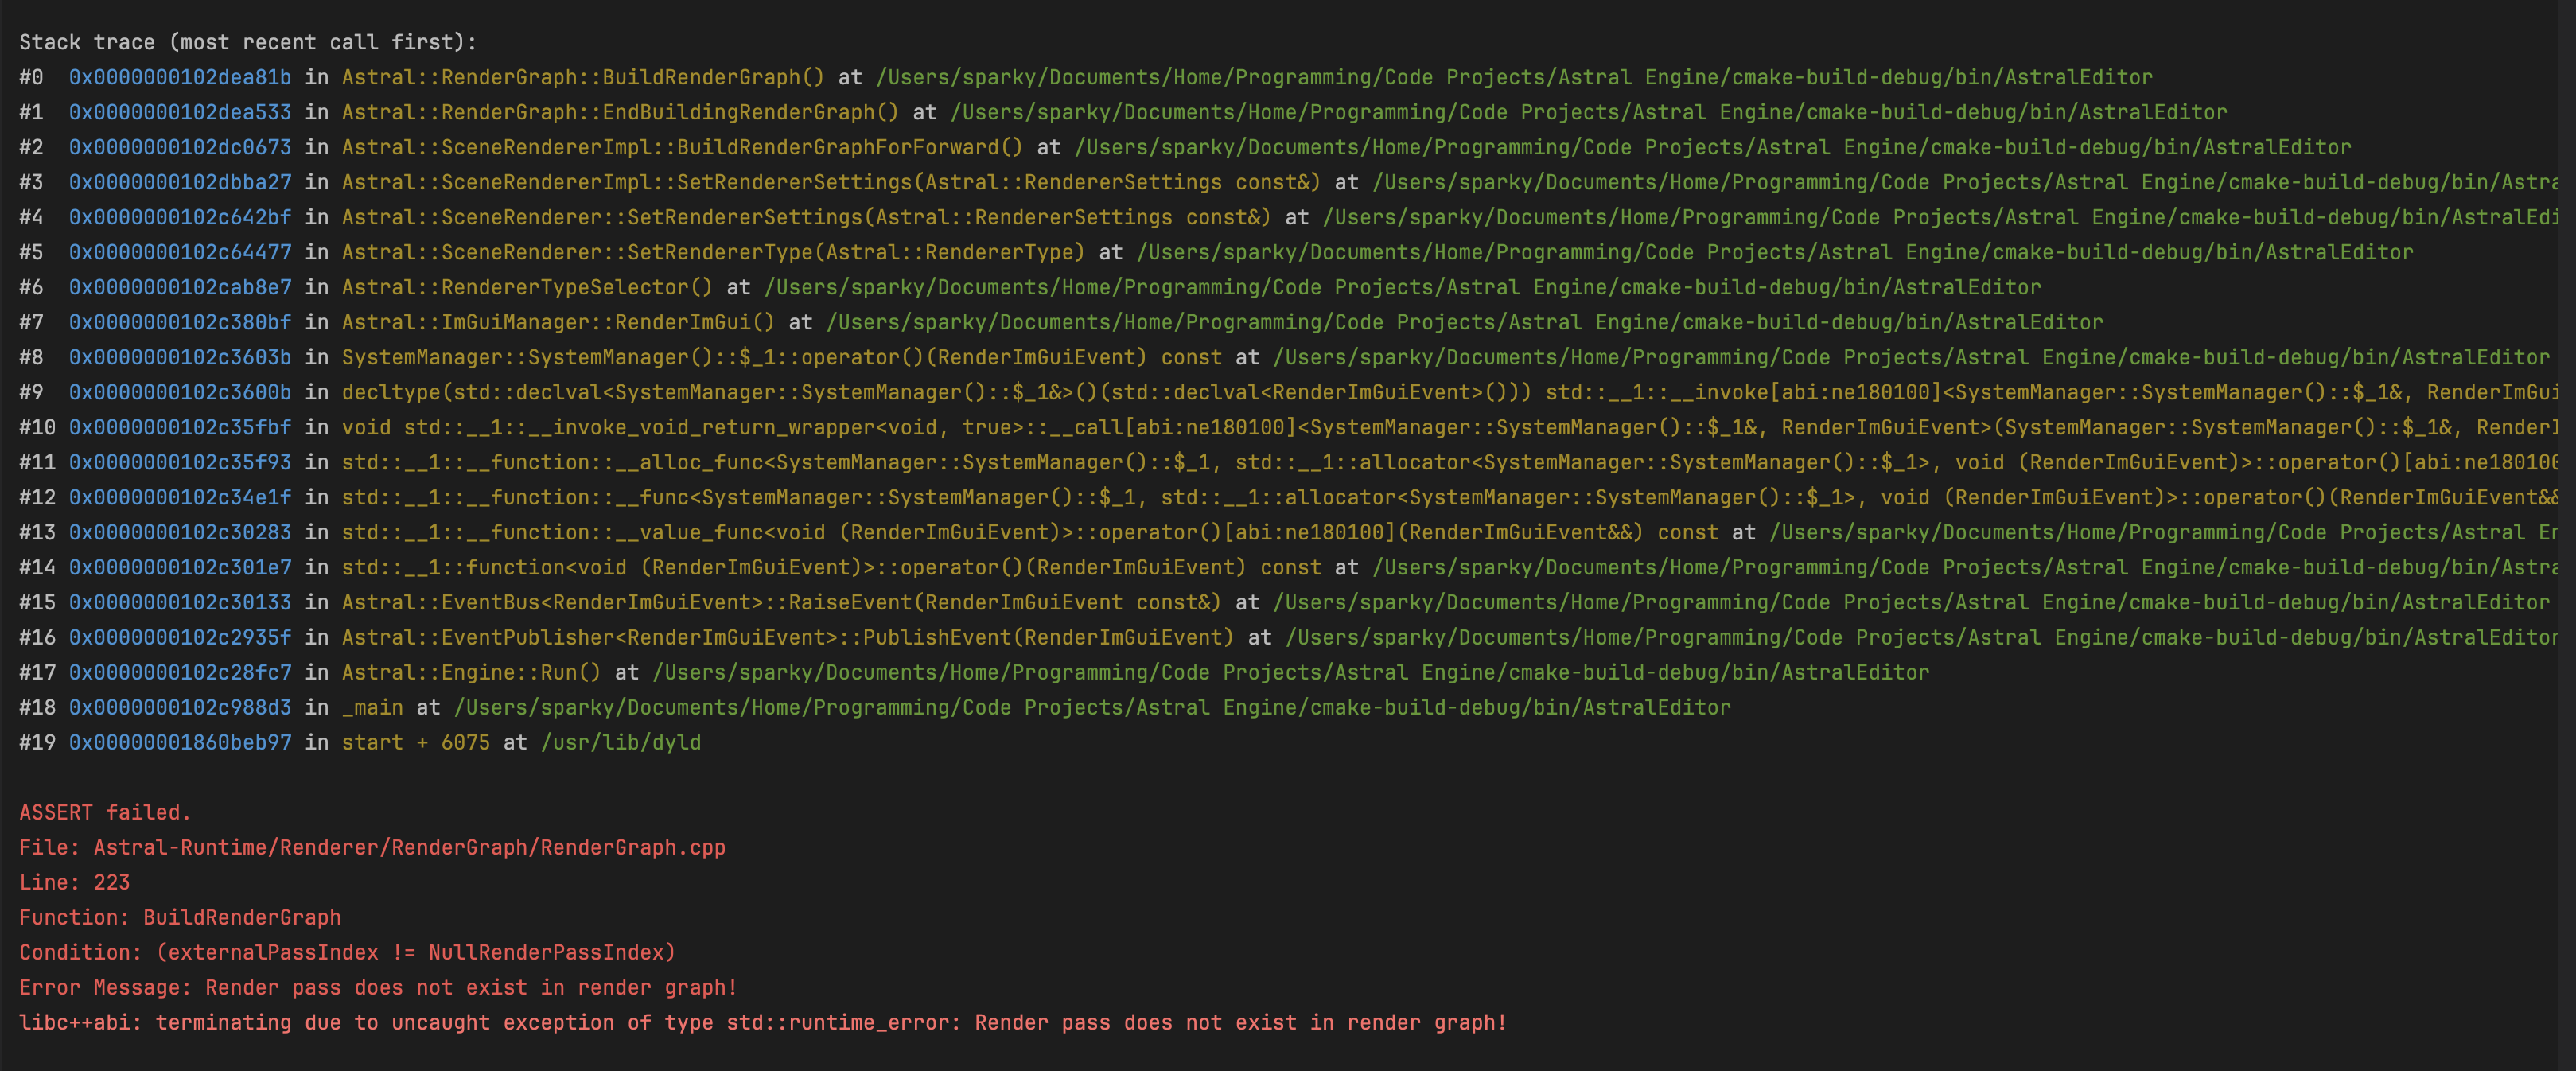 Stack trace (most recent call first):
#0 0x0000000102dea81b in Astral::RenderGraph::BuildRenderGraph() at /Users/sparky/Documents/Home/Programming/Code Projects/Astral Engine/cmake-build-debug/bin/AstralEditor
#1 0x0000000102dea533 in Astral::RenderGraph::EndBuildingRenderGraph() at /Users/sparky/Documents/Home/Programming/Code Projects/Astral Engine/cmake-build-debug/bin/AstralEditor
#2 0x0000000102dc0673 in Astral::SceneRendererImpl::BuildRenderGraphForForward() at /Users/sparky/Documents/Home/Programming/Code Projects/Astral Engine/cmake-build-debug/bin/AstralEditor
#3 0x0000000102dbba27 in Astral::SceneRendererImpl::SetRendererSettings(Astral::RendererSettings const&) at /Users/sparky/Documents/Home/Programming/Code Projects/Astral Engine/cmake-build-debug/bin/Astra
#4 0x0000000102c642bf in Astral::SceneRenderer::SetRendererSettings(Astral::RendererSettings const&) at /Users/sparky/Documents/Home/Programming/Code Projects/Astral Engine/cmake-build-debug/bin/AstralEdi
#5 0x0000000102c64477 in Astral::SceneRenderer::SetRendererType(Astral::RendererType) at /Users/sparky/Documents/Home/Programming/Code Projects/Astral Engine/cmake-build-debug/bin/AstralEditor
#6 0x0000000102cab8e7 in Astral::RendererTypeSelector() at /Users/sparky/Documents/Home/Programming/Code Projects/Astral Engine/cmake-build-debug/bin/AstralEditor
#7 0x0000000102c380bf in Astral::ImGuiManager::RenderImGui() at /Users/sparky/Documents/Home/Programming/Code Projects/Astral Engine/cmake-build-debug/bin/AstralEditor
#8 0x0000000102c3603b in SystemManager::SystemManager()::$_1::operator()(RenderImGuiEvent) const at /Users/sparky/Documents/Home/Programming/Code Projects/Astral Engine/cmake-build-debug/bin/AstralEditor
#9 0x0000000102c3600b in decltype(std::declval<SystemManager::SystemManager()::$_1&>()(std::declval<RenderImGuiEvent>())) std::__1::__invoke[abi:ne180100]<SystemManager::SystemManager()::$_1&, RenderImGui
#10 0x0000000102c35fbf in void std::__1::__invoke_void_return_wrapper<void, true>::__call[abi:ne180100]<SystemManager::SystemManager()::$_1&, RenderImGuiEvent>(SystemManager::SystemManager()::$_1&, RenderI
#11 0x0000000102c35f93 in std::__1::__function::__alloc_func<SystemManager::SystemManager()::$_1, std::__1::allocator<SystemManager::SystemManager()::$_1>, void (RenderImGuiEvent)>::operator()[abi:ne180100
#12 0x0000000102c34e1f in std::__1::__function::__func<SystemManager::SystemManager()::$_1, std::__1::allocator<SystemManager::SystemManager()::$_1>, void (RenderImGuiEvent)>::operator()(RenderImGuiEvent&&
#13 0x0000000102c30283 in std::__1::__function::__value_func<void (RenderImGuiEvent)>::operator()[abi:ne180100](RenderImGuiEvent&&) const at /Users/sparky/Documents/Home/Programming/Code Projects/Astral En
#14 0x0000000102c301e7 in std::__1::function<void (RenderImGuiEvent)>::operator()(RenderImGuiEvent) const at /Users/sparky/Documents/Home/Programming/Code Projects/Astral Engine/cmake-build-debug/bin/Astra
#15 0x0000000102c30133 in Astral::EventBus<RenderImGuiEvent>::RaiseEvent(RenderImGuiEvent const&) at /Users/sparky/Documents/Home/Programming/Code Projects/Astral Engine/cmake-build-debug/bin/AstralEditor
#16 0x0000000102c2935f in Astral::EventPublisher<RenderImGuiEvent>::PublishEvent(RenderImGuiEvent) at /Users/sparky/Documents/Home/Programming/Code Projects/Astral Engine/cmake-build-debug/bin/AstralEditor
#17 0x0000000102c28fc7 in Astral::Engine::Run() at /Users/sparky/Documents/Home/Programming/Code Projects/Astral Engine/cmake-build-debug/bin/AstralEditor
#18 0x0000000102c988d3 in _main at /Users/sparky/Documents/Home/Programming/Code Projects/Astral Engine/cmake-build-debug/bin/AstralEditor
#19 0x00000001860beb97 in start + 6075 at /usr/lib/dyld
ASSERT failed.
File: Astral-Runtime/Renderer/RenderGraph/RenderGraph.cpp
Line: 223
Function: BuildRenderGraph
Condition: (externalPassIndex != NullRenderPassIndex)
Error Message: Render pass does not exist in render graph!
libc++abi: terminating due to uncaught exception of type std::runtime_error: Render pass does not exist in render graph!